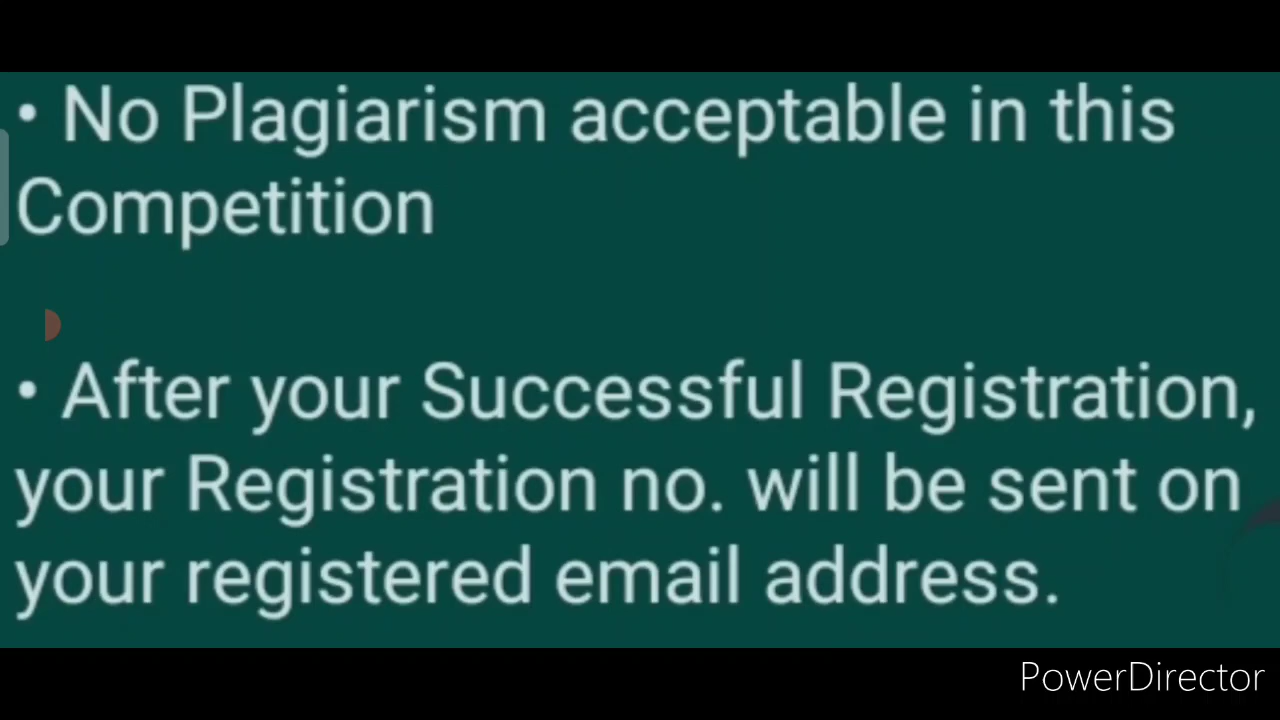 • No Plagiarism acceptable in this
Competition
• After your Successful Registration,
your Registration no. will be sent on
your registered email address.
PowerDirector